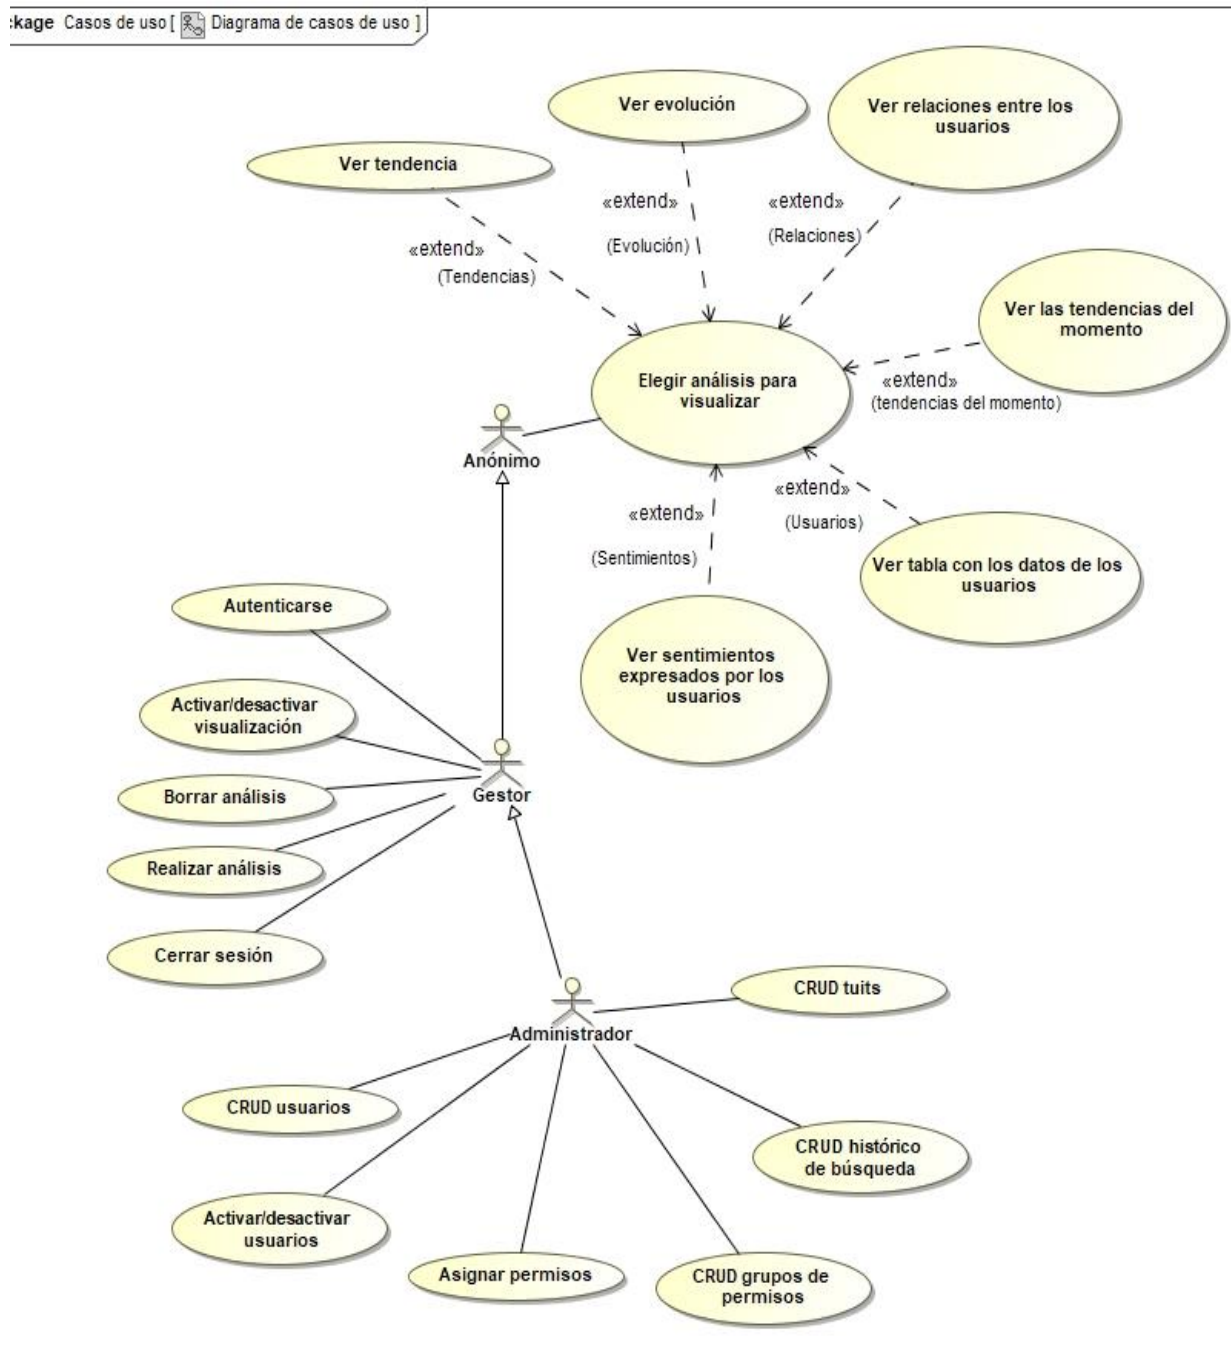 ckage Casos de uso [ Diagrama de casos de uso ]
Ver evolución
Ver relaciones entre los
usuarios
Ver tendencia
«extend»
(Tendencias)
«extend»
(Evolución)
«extend»
(Relaciones)
Ver las tendencias del
momento
«extend»
(tendencias del momento)
Elegir análisis para
visualizar
Anónimo
«extend»
(Sentimientos)
«extend»
(Usuarios)
Ver tabla con los datos de los
usuarios
Ver sentimientos
expresados por los
usuarios
Autenticarse
Activar/desactivar
visualización
Borrar análisis
Gestor
Realizar análisis
Cerrar sesión
CRUD tuits
Administrador
CRUD usuarios
CRUD histórico
de búsqueda
Activar/desactivar
usuarios
Asignar permisos
CRUD grupos de
permisos